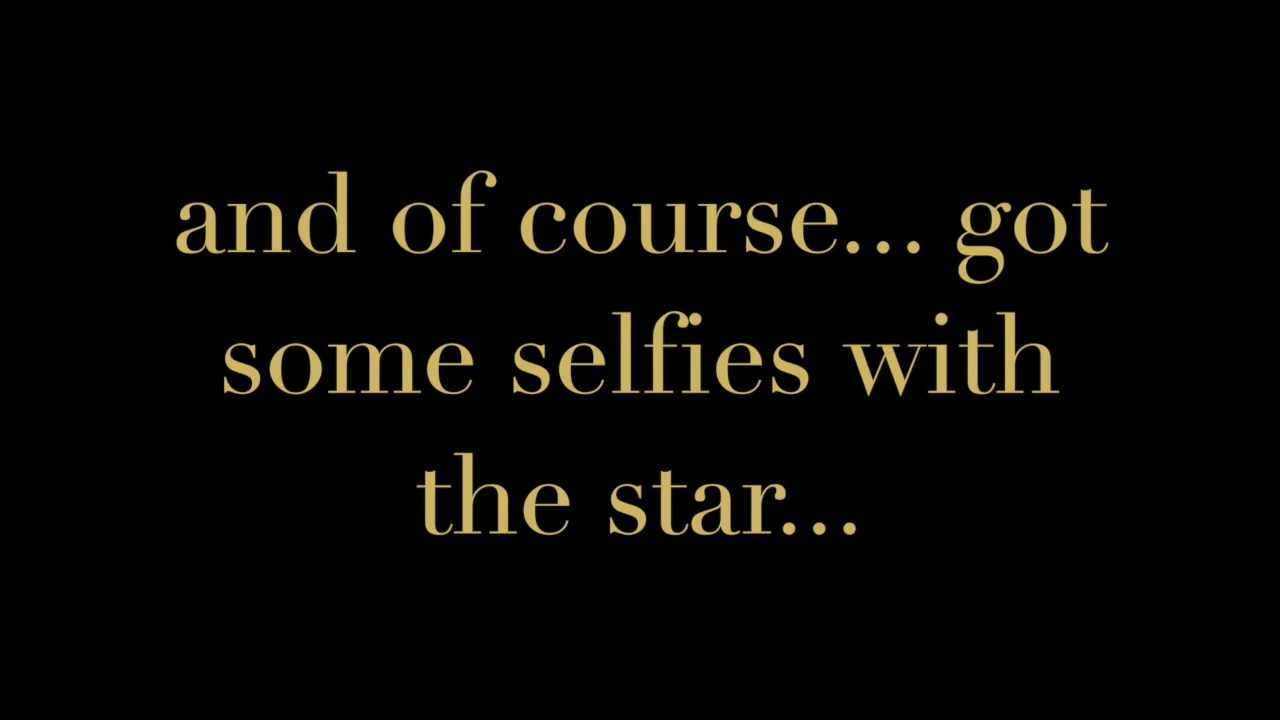 and of course... got
some selfies with
the star...